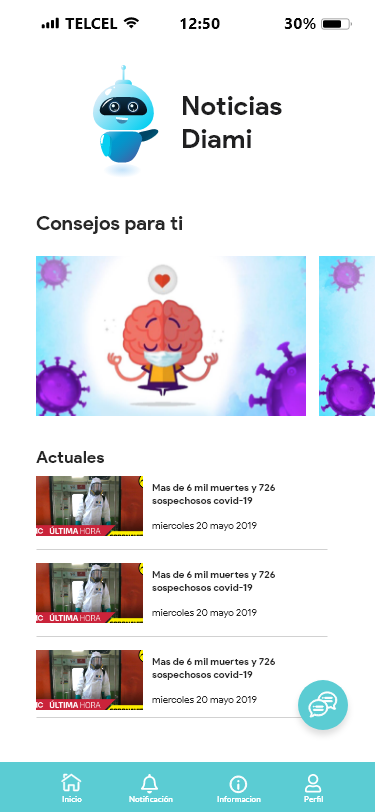 TELCEL 12:50 30%
Noticias
Diami
Consejos para ti
Actuales
Mas de 6 mil muertes y 726
sospechosos covid-19
miercoles 20 mayo 2019
IC ÚLTIMA HORA
Mas de 6 mil muertes y 726
sospechosos covid-19
miercoles 20 mayo 2019
IC ÚLTIMA HORA
Mas de 6 mil muertes y 726
sospechosos covid-19
miercoles 20 mayo 2019
IC ÚLTIMA HORA
Inicio Notificación Informacion Perfil